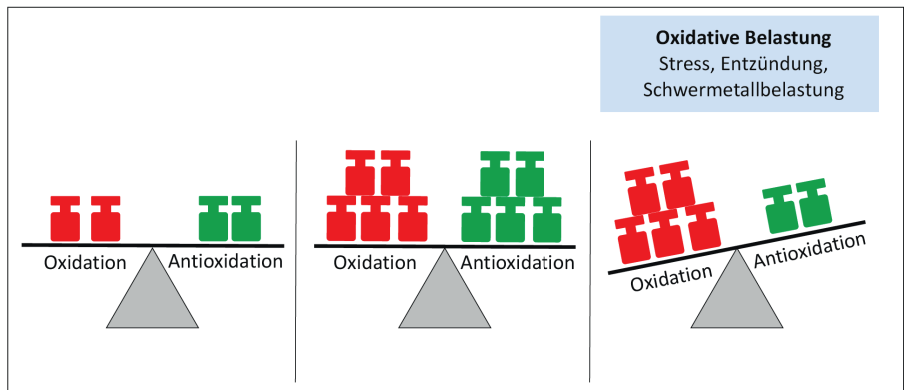 Oxidative Belastung
Stress, Entzündung,
Schwermetallbelastung
Oxidation Antioxidation
Oxidation Antioxidation
Oxidation Antioxidation